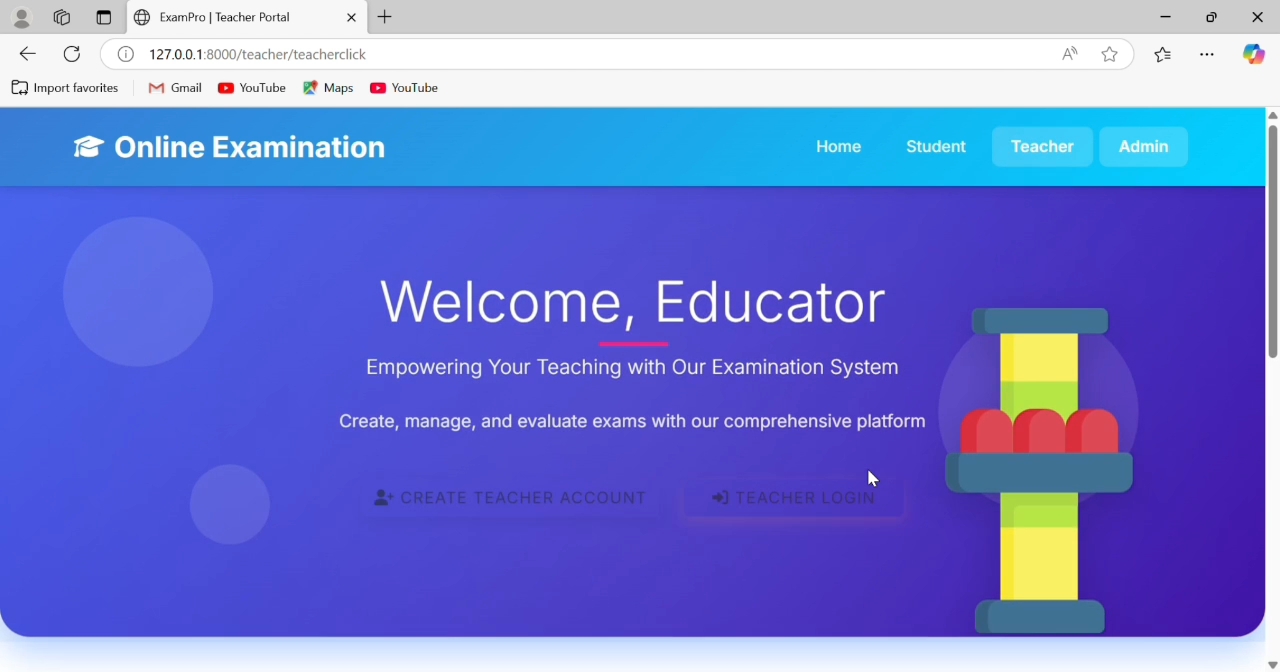 ExamPro | Teacher Portal
127.0.0.1:8000/teacher/teacherclick
Import favorites
Gmail
YouTube
Maps
YouTube
Online Examination
Home
Student
Teacher
Admin
Welcome, Educator
Empowering Your Teaching with Our Examination System
Create, manage, and evaluate exams with our comprehensive platform
CREATE TEACHER ACCOUNT
TEACHER LOGIN